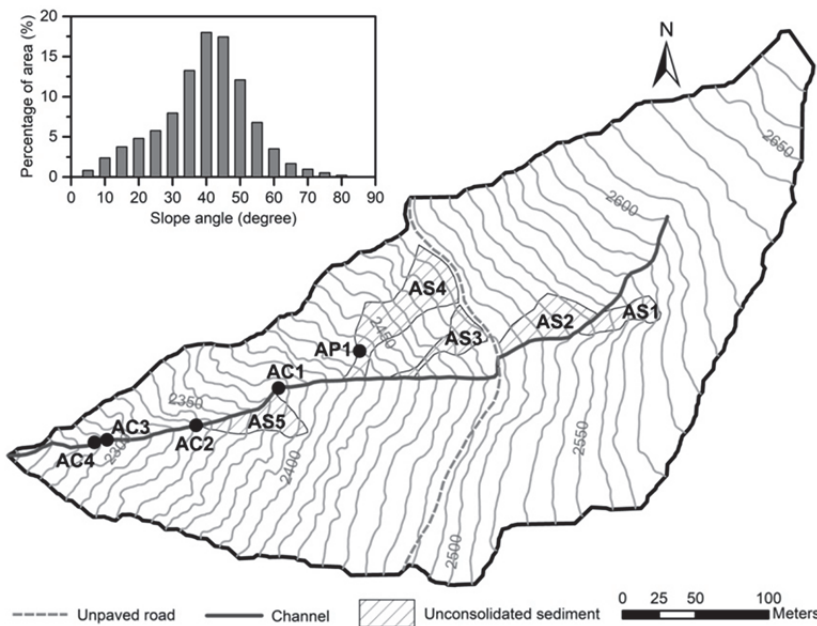 20
15
10
5
0
Percentage of area (%)
0 10 20 30 40 50 60 70 80 90
Slope angle (degree)
N
2650
2600
AS4
AS1
AS2
AS3
2450
AP1
AC1
2350
AS5
AC3
AC2
AC4
2300
2400
2550
2500
Unpaved road
Channel
Unconsolidated sediment
0 25 50 100
Meters